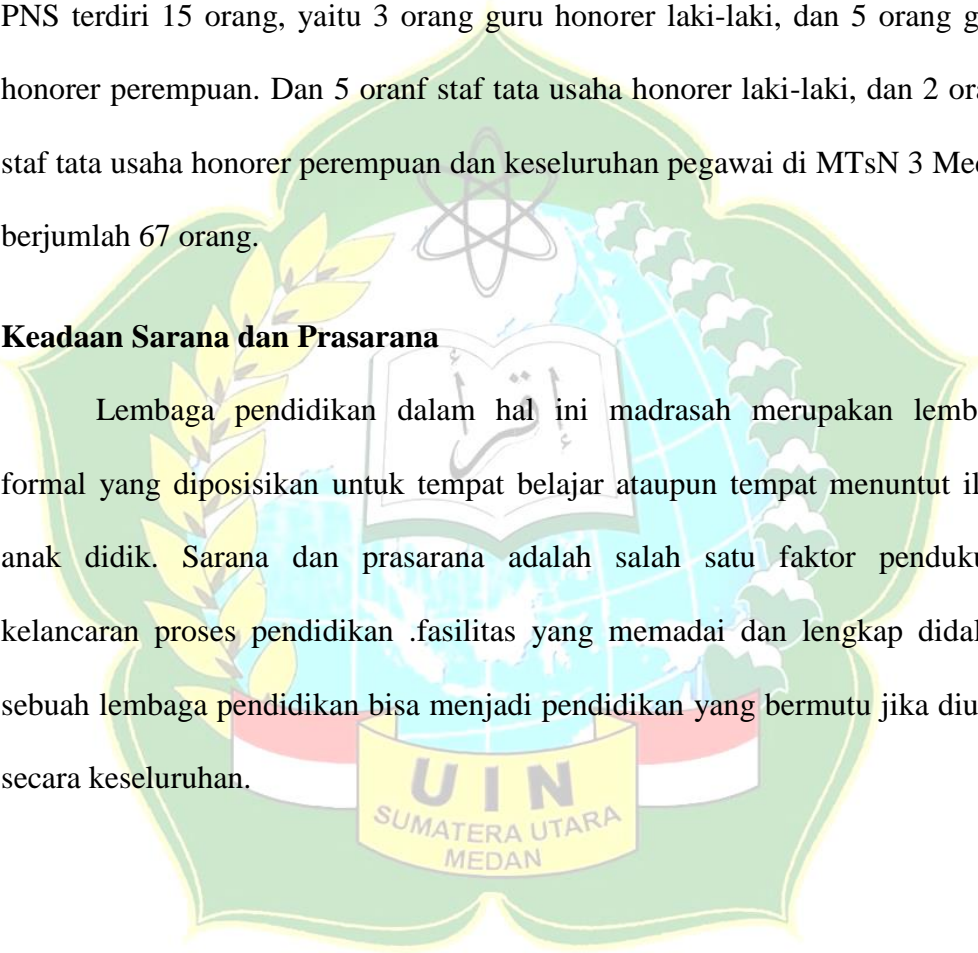 PNS terdiri 15 orang, yaitu 3 orang guru honorer laki-laki, dan 5 orang g
honorer perempuan. Dan 5 oranf staf tata usaha honorer laki-laki, dan 2 ora
staf tata usaha honorer perempuan dan keseluruhan pegawai di MTsN 3 Med
berjumlah 67 orang.
Keadaan Sarana dan Prasarana
Lembaga pendidikan dalam hal ini madrasah merupakan lemb
formal yang diposisikan untuk tempat belajar ataupun tempat menuntut il
anak didik. Sarana dan prasarana adalah salah satu faktor penduku
kelancaran proses pendidikan .fasilitas yang memadai dan lengkap didal
sebuah lembaga pendidikan bisa menjadi pendidikan yang bermutu jika diu
secara keseluruhan.
إقرأ
UIN
SUMATERA UTARA
MEDAN